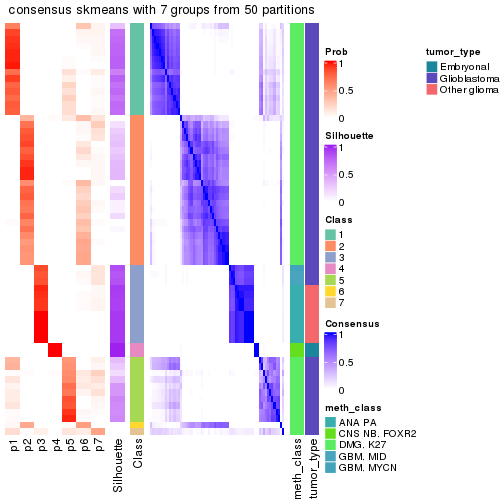 consensus skmeans with 7 groups from 50 partitions
Prob
1
0.5
0
Silhouette
1
0.5
0
Class
1
2
3
4
5
6
7
Consensus
1
0.5
0
meth_class
ANA PA
CNS NB. FOXR2
DMG. K27
GBM. MID
GBM. MYCN
tumor_type
Embryonal
Glioblastoma
Other glioma
p1
p2
p3
p4
p5
p6
p7
Silhouette
Class
meth_class
tumor_type